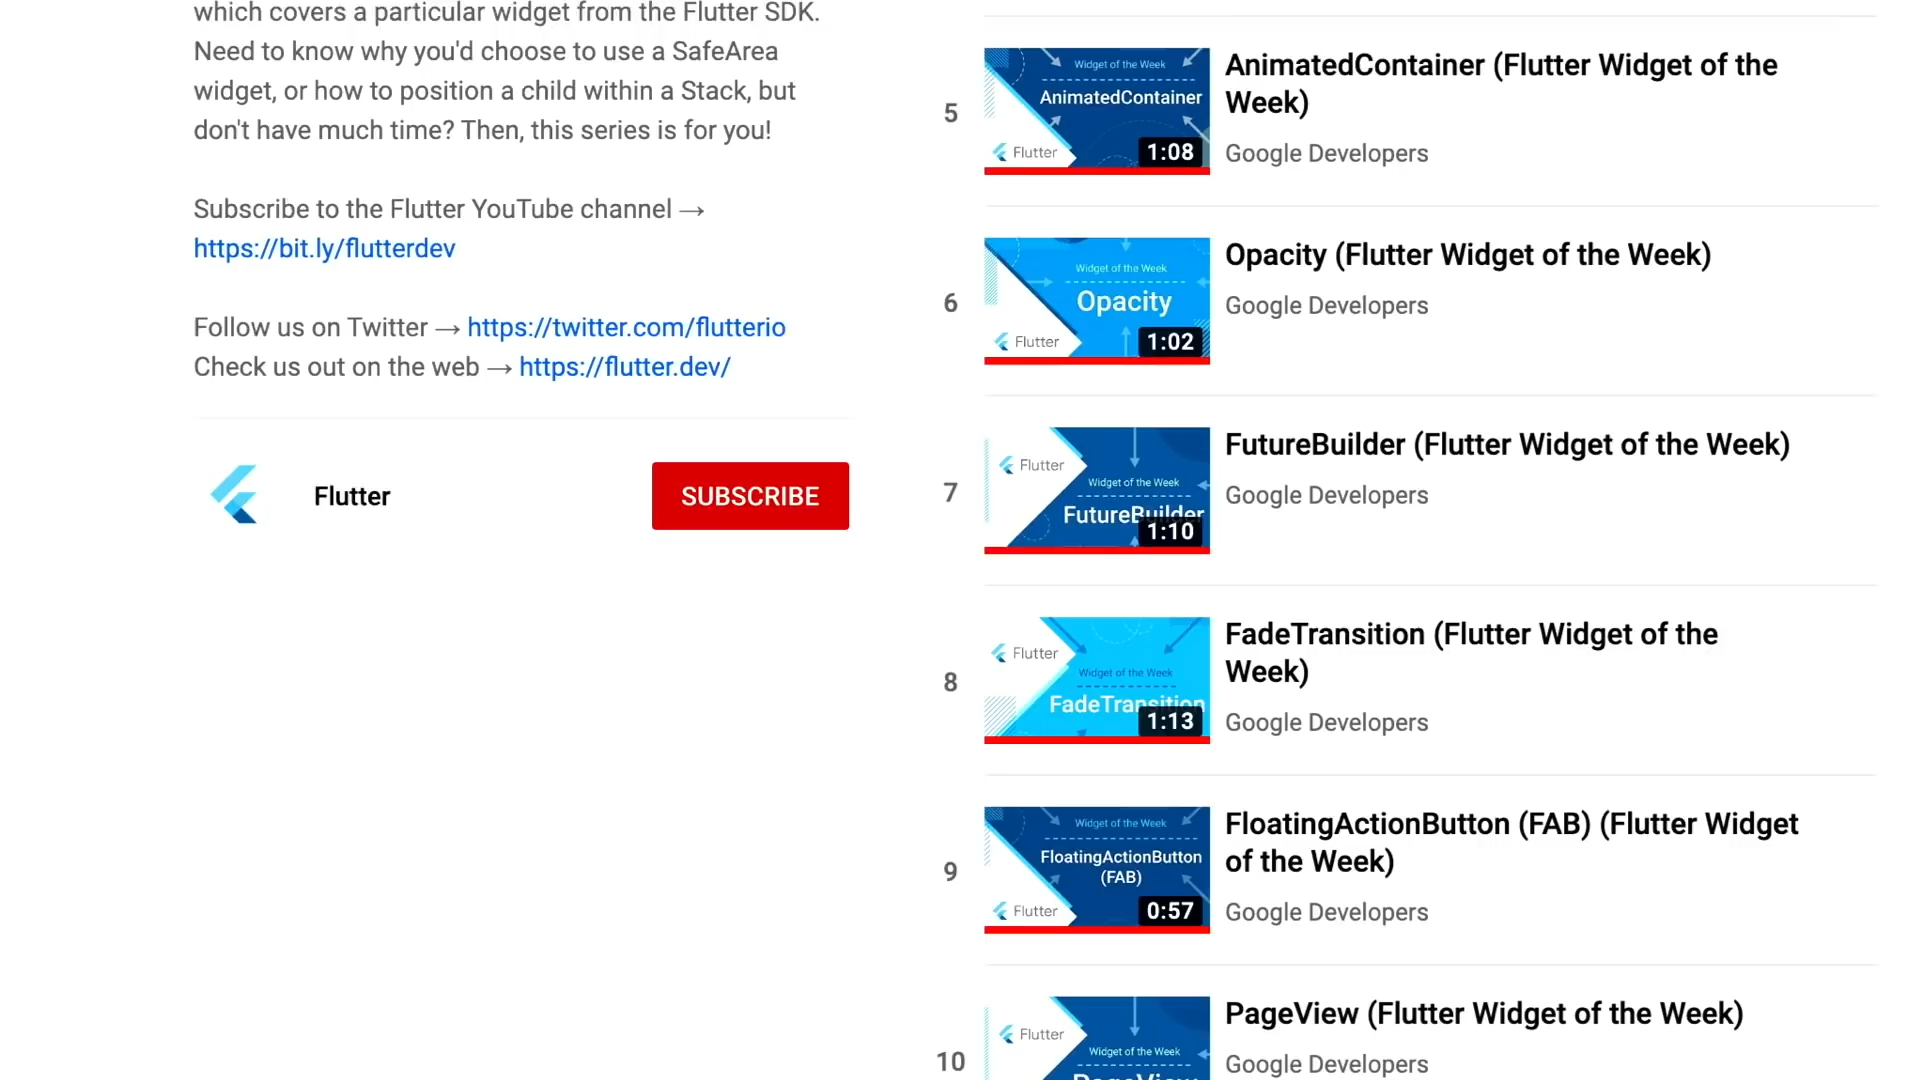 which covers a particular widget from the Flutter SDK.
Need to know why you'd choose to use a SafeArea
widget, or how to position a child within a Stack, but
don't have much time? Then, this series is for you!
Subscribe to the Flutter YouTube channel →
https://bit.ly/flutterdev
Follow us on Twitter → https://twitter.com/flutterio
Check us out on the web → https://flutter.dev/
Flutter
SUBSCRIBE
5
Widget of the Week
AnimatedContainer
Flutter
1:08
AnimatedContainer (Flutter Widget of the
Week)
Google Developers
6
Widget of the Week
Opacity
Flutter
1:02
Opacity (Flutter Widget of the Week)
Google Developers
7
Flutter
Widget of the Week
FutureBuilder
1:10
FutureBuilder (Flutter Widget of the Week)
Google Developers
8
Flutter
Widget of the Week
FadeTransition
1:13
FadeTransition (Flutter Widget of the
Week)
Google Developers
9
Widget of the Week
FloatingActionButton
(FAB)
Flutter
0:57
FloatingActionButton (FAB) (Flutter Widget
of the Week)
Google Developers
10
Flutter
Widget of the Week
PageView
PageView (Flutter Widget of the Week)
Google Developers